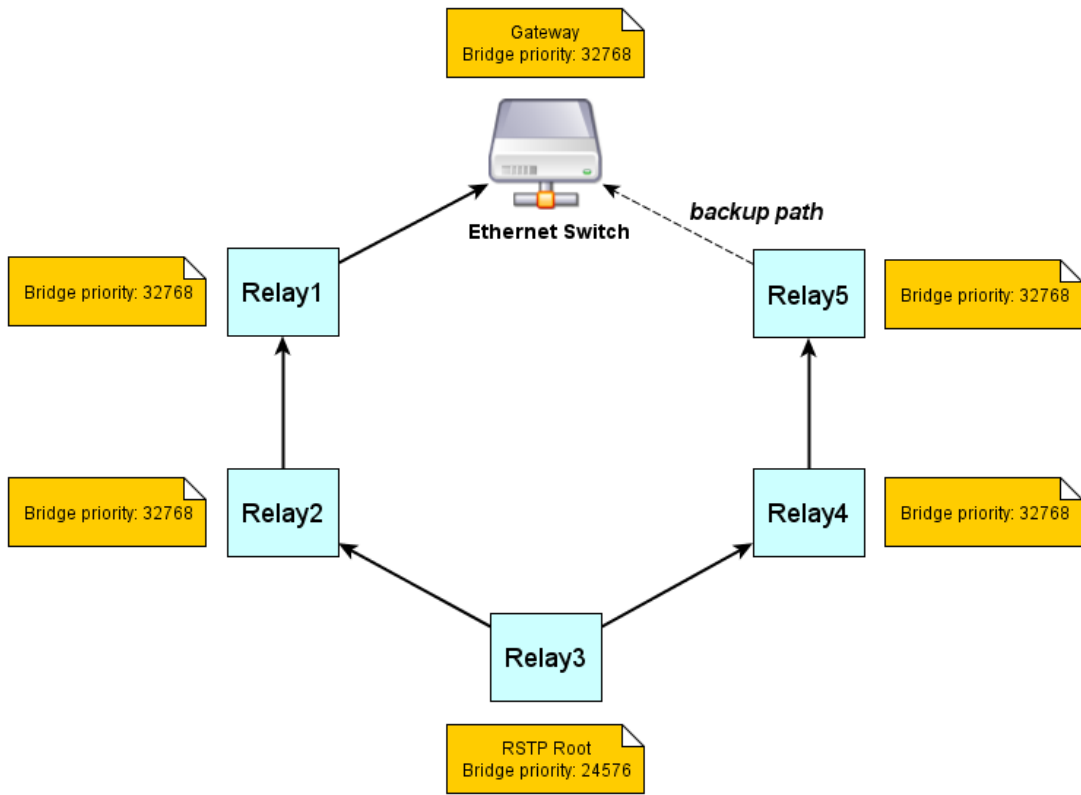 Gateway
Bridge priority: 32768
backup path
Ethernet Switch
Bridge priority: 32768
Relay1
Relay5
Bridge priority: 32768
Bridge priority: 32768
Relay2
Relay4
Bridge priority: 32768
Relay3
RSTP Root
Bridge priority: 24576